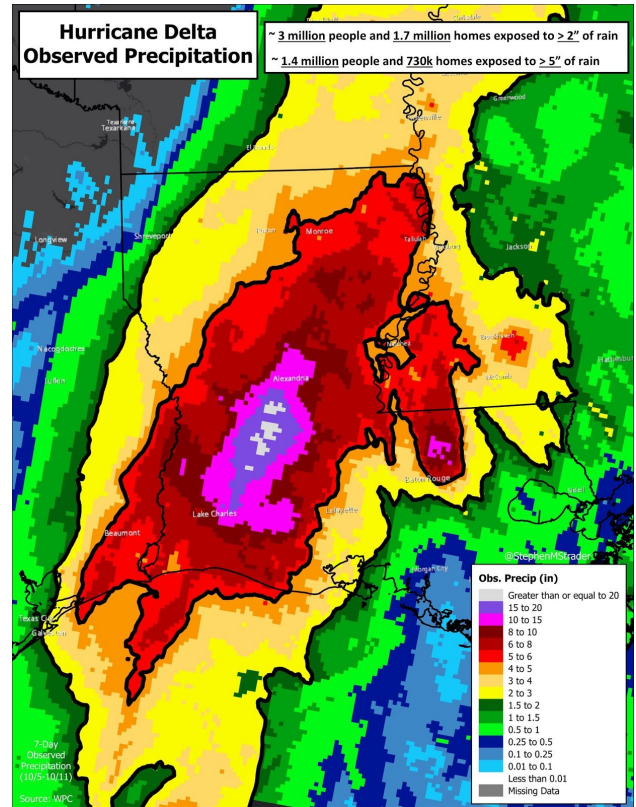 Hurricane Delta
Observed Precipitation
~ 3 million people and 1.7 million homes exposed to > 2” of rain
~ 1.4 million people and 730k homes exposed to > 5” of rain
Greenwood
Texarkana
Texarkana
Longview
Shreveport
Monroe
Tallulah
Jackson
Nacogdoches
Lufkin
Natchez
Brookhaven
McComb
Alexandria
Baton Rouge
Slidell
Lake Charles
Lafayette
Beaumont
@StephenMStrader
Morgan City
Texas City
Galveston
Obs. Precip (in)
Greater than or equal to 20
15 to 20
10 to 15
8 to 10
6 to 8
5 to 6
4 to 5
3 to 4
2 to 3
1.5 to 2
1 to 1.5
0.5 to 1
0.25 to 0.5
0.1 to 0.25
0.01 to 0.1
Less than 0.01
Missing Data
7-Day
Observed
Precipitation
(10/5-10/11)
Source: WPC